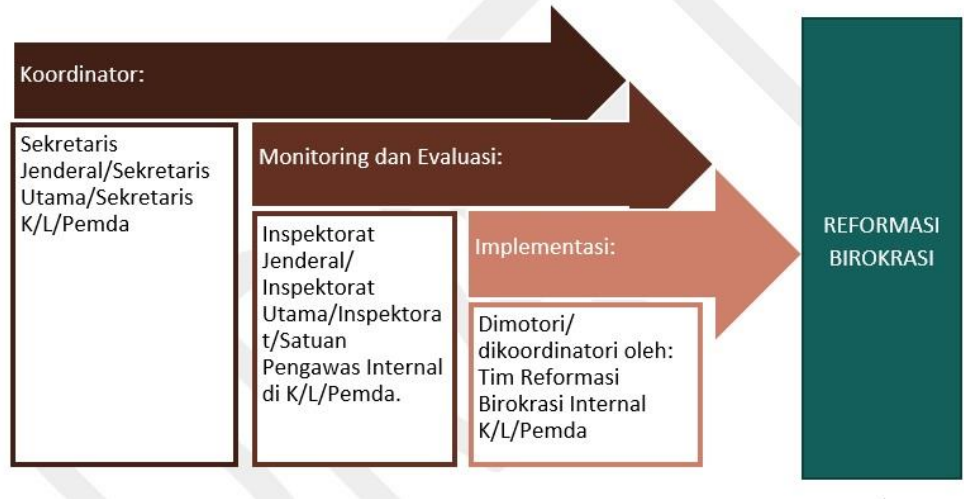 Koordinator:
Sekretaris
Jenderal/Sekretaris
Utama/Sekretaris
K/L/Pemda
Monitoring dan Evaluasi:
Inspektorat
Jenderal/
Inspektorat
Utama/Inspektora
t/Satuan
Pengawas Internal
di K/L/Pemda.
Implementasi:
Dimotori/
dikoordinatori oleh:
Tim Reformasi
Birokrasi Internal
K/L/Pemda
REFORMASI
BIROKRASI